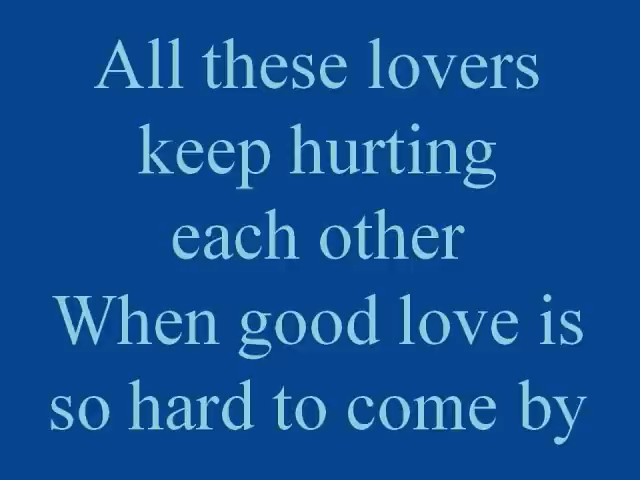 All these lovers
keep hurting
each other
When good love is
so hard to come by